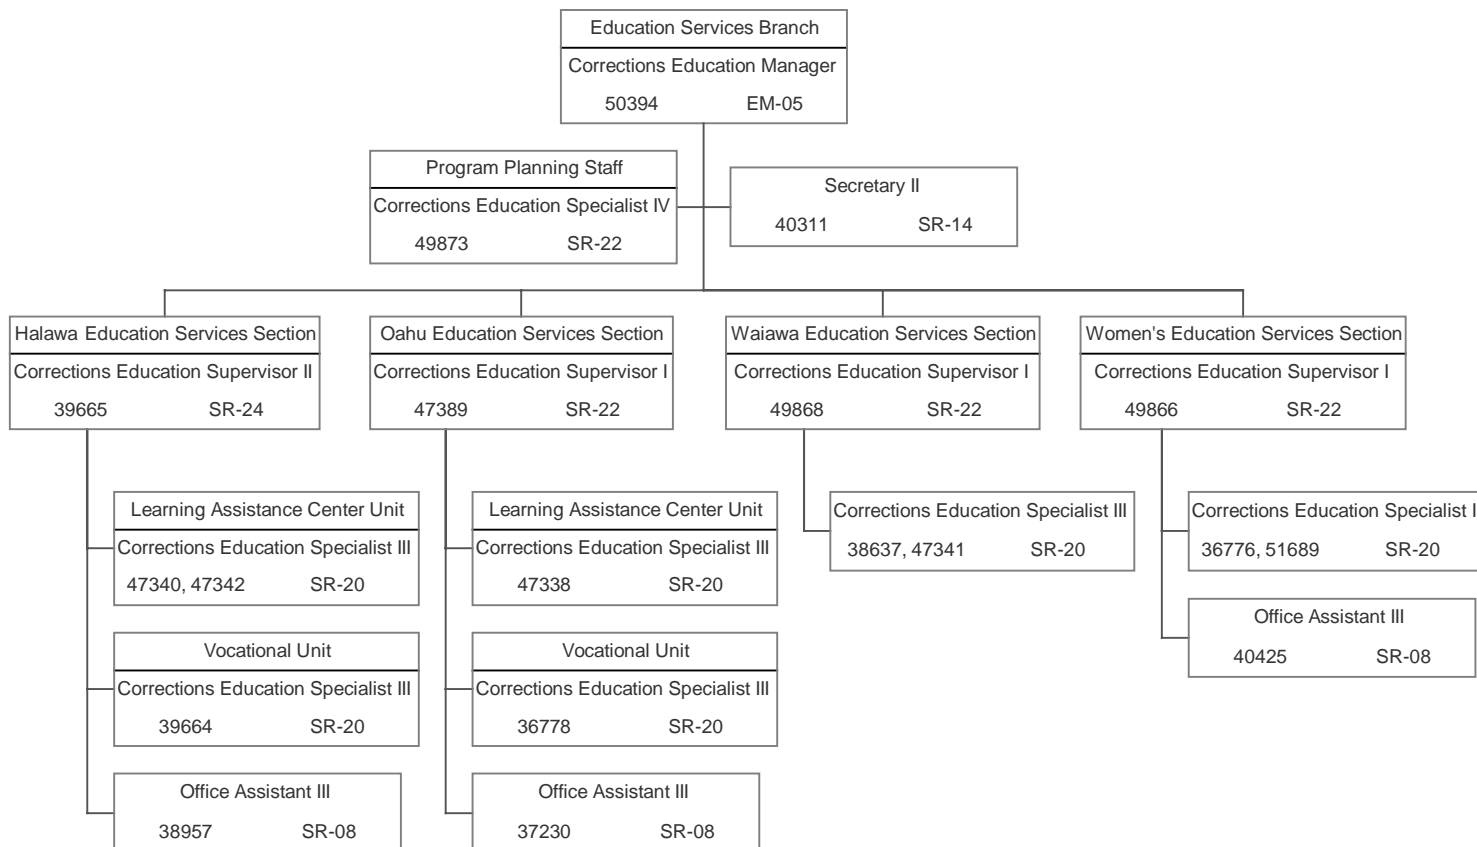 Education Services Branch
Corrections Education Manager
50394 EM-05
Program Planning Staff
Corrections Education Specialist IV
49873 SR-22
Secretary II
40311 SR-14
Halawa Education Services Section
Corrections Education Supervisor II
39665 SR-24
Oahu Education Services Section
Corrections Education Supervisor I
47389 SR-22
Waiawa Education Services Section
Corrections Education Supervisor I
49868 SR-22
Women's Education Services Section
Corrections Education Supervisor I
49866 SR-22
Learning Assistance Center Unit
Corrections Education Specialist III
47340, 47342 SR-20
Vocational Unit
Corrections Education Specialist III
39664 SR-20
Office Assistant III
38957 SR-08
Learning Assistance Center Unit
Corrections Education Specialist III
47338 SR-20
Vocational Unit
Corrections Education Specialist III
36778 SR-20
Office Assistant III
37230 SR-08
Corrections Education Specialist III
38637, 47341 SR-20
Corrections Education Specialist
36776, 51689 SR-20
Office Assistant III
40425 SR-08